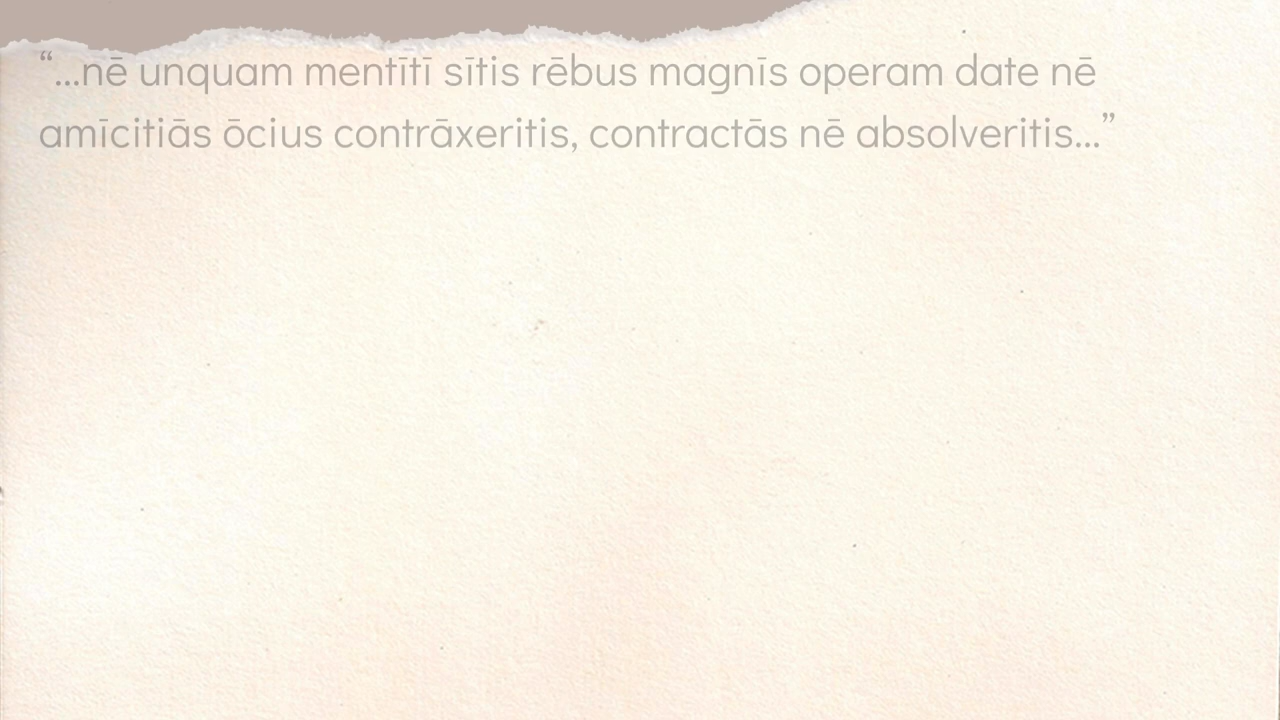 “...nē unquam mentītī sītis rēbus magnīs operam date nē
amīcitiās ōcius contrāxeritis, contractās nē absolveritis...”